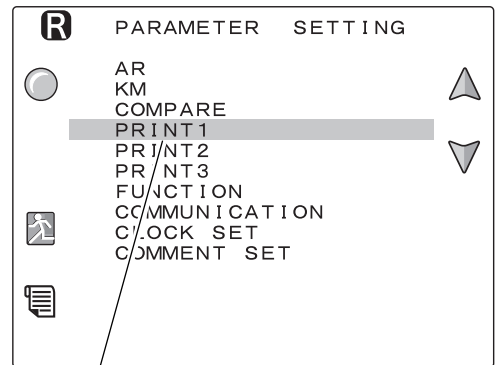 R PARAMETER SETTING
AR
KM
COMPARE
PRINT1
PRINT2
PRINT3
FUNCTION
COMMUNICATION
CLOCK SET
COMMENT SET